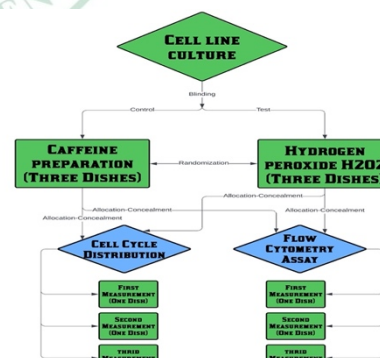 CELL LINE
CULTURE
Blinding
Control
Test
CAFFEINE
PREPARATION
(THREE DISHES)
Randomization
HYDROGEN
PEROXIDE H2O2
(THREE DISHES
Allocation-Concealment
Allocation-Concealment
Allocation-Concealment
Allocation-Concealment
CELL CYCLE
DISTRIBUTION
FLOW
CYTOMETRY
ASSAY
FIRST
MEASUREMENT
(ONE DISH)
FIRST
MEASUREMENT
(ONE DISH)
SECOND
MEASUREMENT
(ONE DISH)
SECOND
MEASUREMENT
(ONE DISH)
THRID
THRID